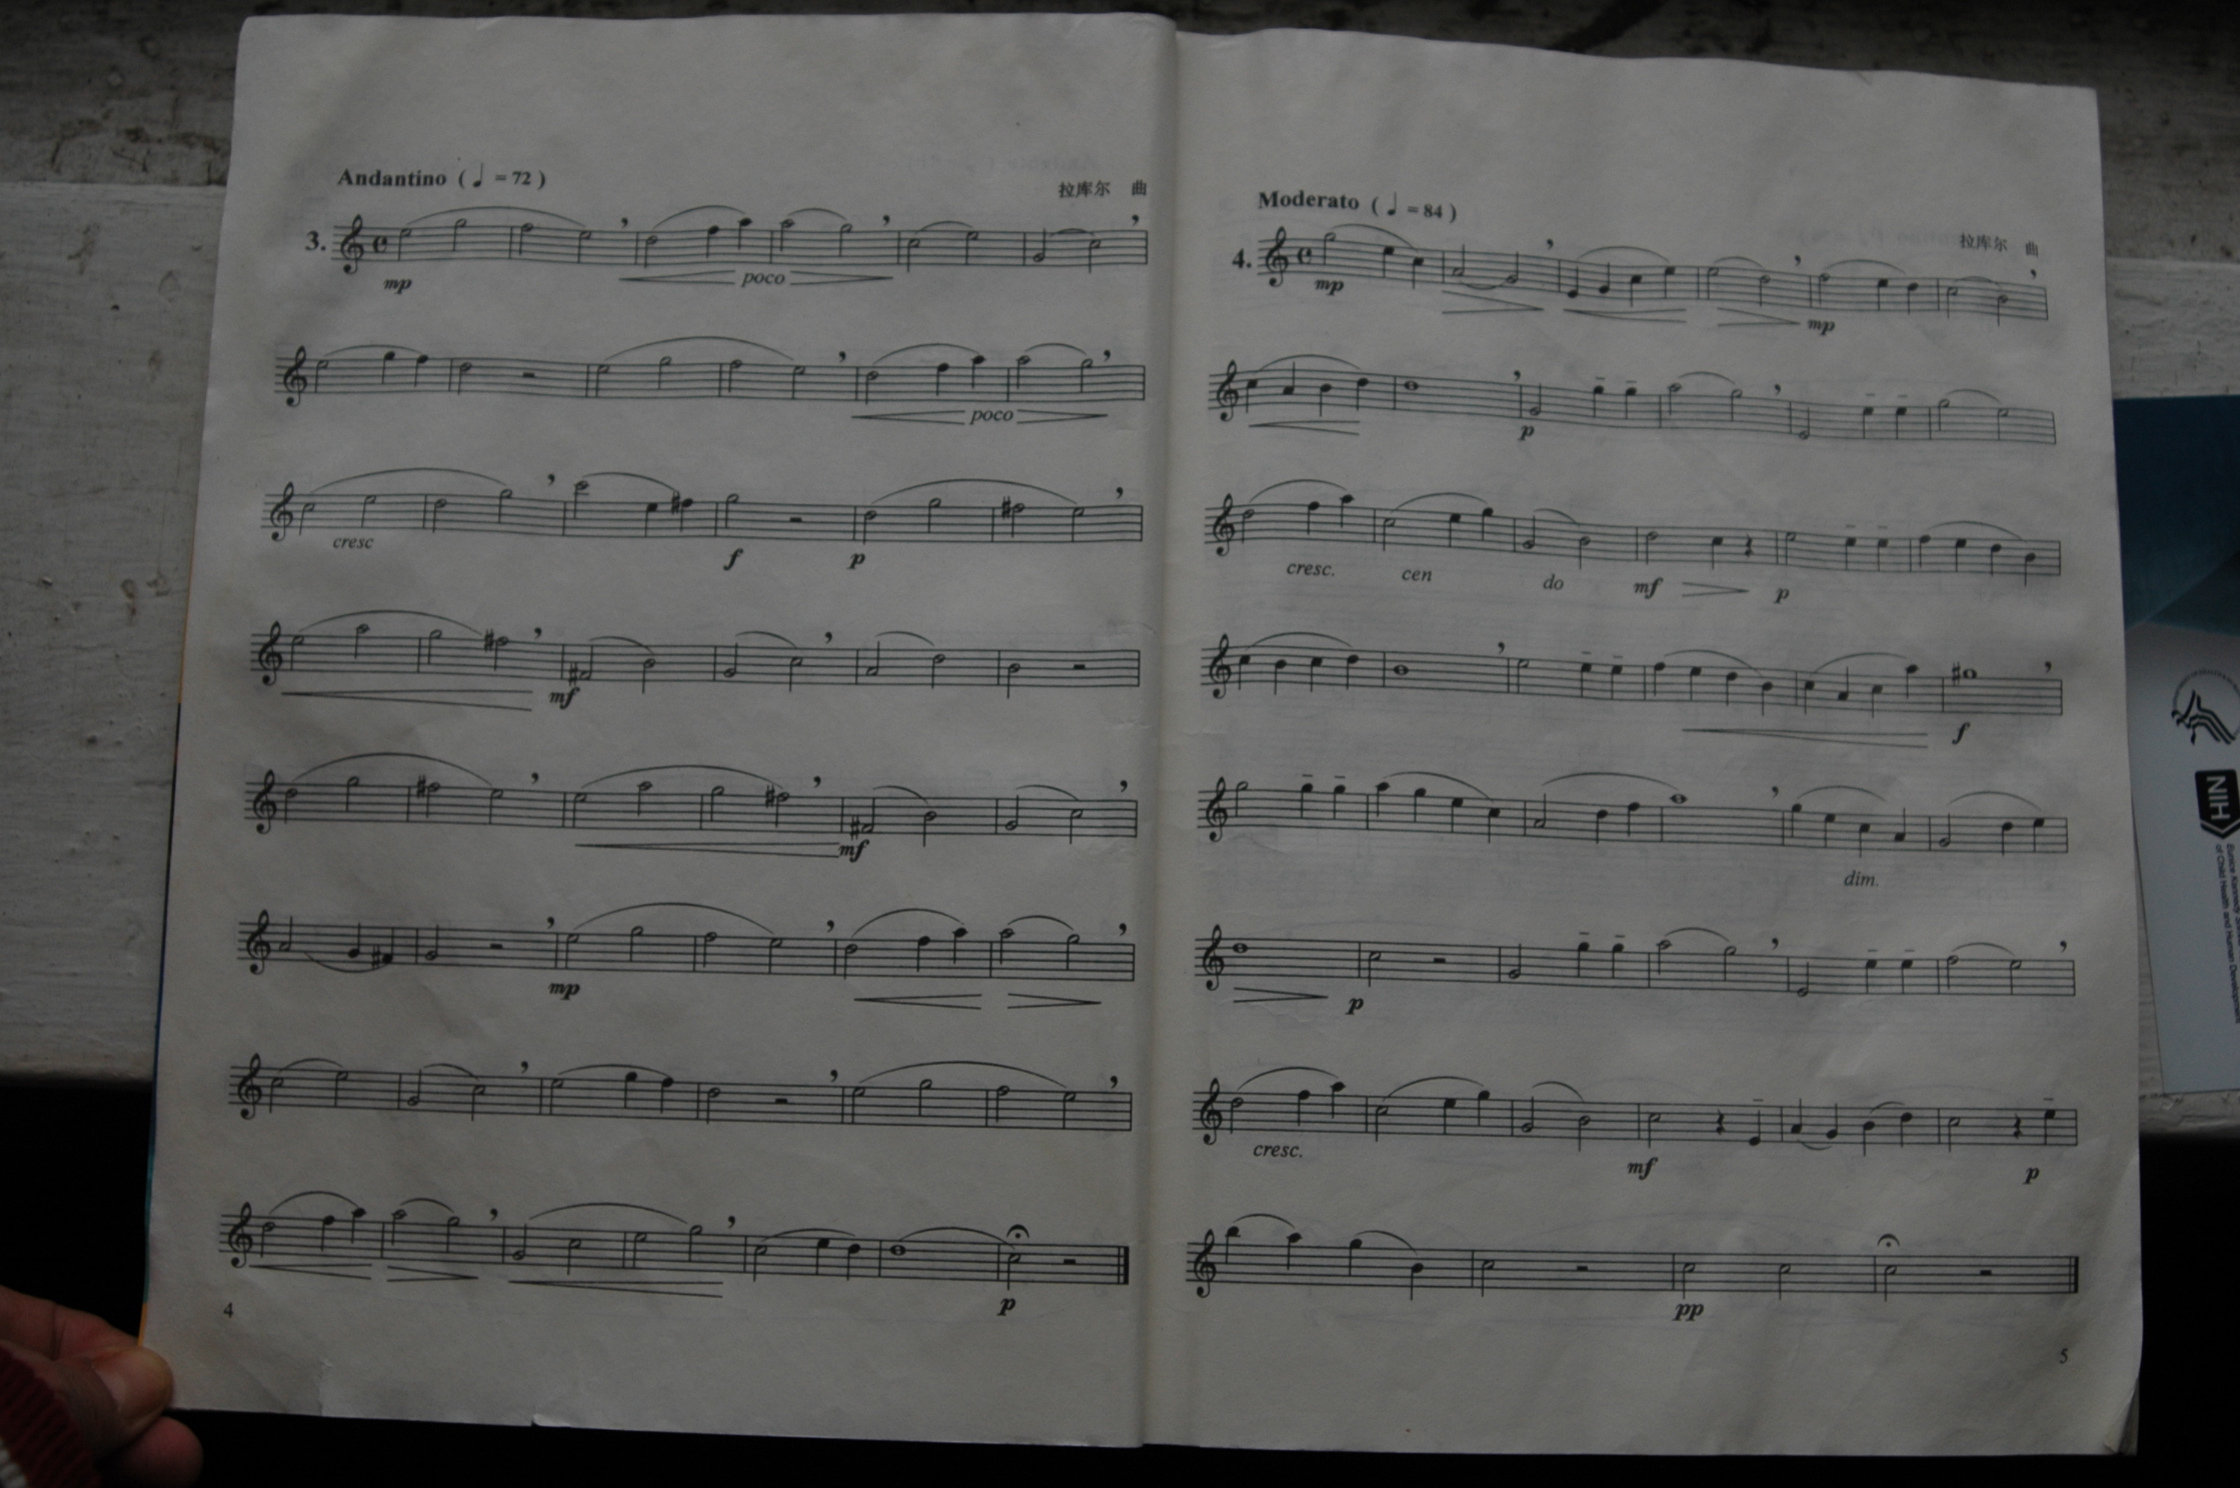 Andantino ( ♩ = 72 )
拉库尔 曲
3.
mp
poco
poco
cresc
f
p
mf
mf
mp
p
4
Moderato ( ♩ = 84 )
拉库尔 曲
4.
mp
mp
p
cresc.
cen
do
mf
p
f
dim.
p
cresc.
mf
p
pp
5
NIH